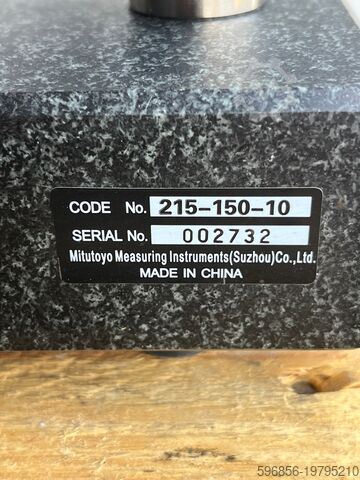 CODE No. 215-150-10
SERIAL No. 002732
Mitutoyo Measuring Instruments(Suzhou)Co.,Ltd.
MADE IN CHINA
596856-19795210